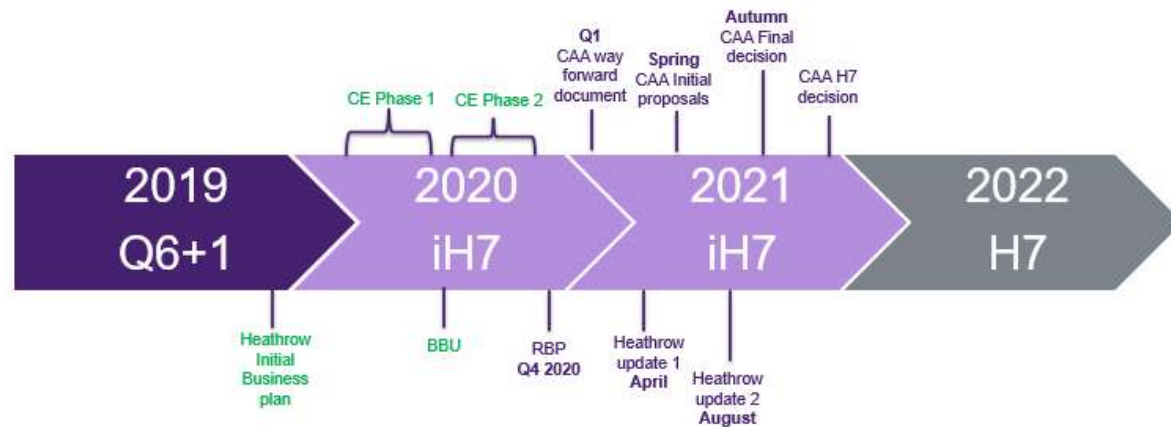 Q1
CAA way
forward
document
Spring
CAA Initial
proposals
Autumn
CAA Final
decision
CAA H7
decision
CE Phase 1
CE Phase 2
2019
Q6+1
2020
iH7
2021
iH7
2022
H7
Heathrow
Initial
Business
plan
BBU
RBP
Q4 2020
Heathrow
update 1
April
Heathrow
update 2
August